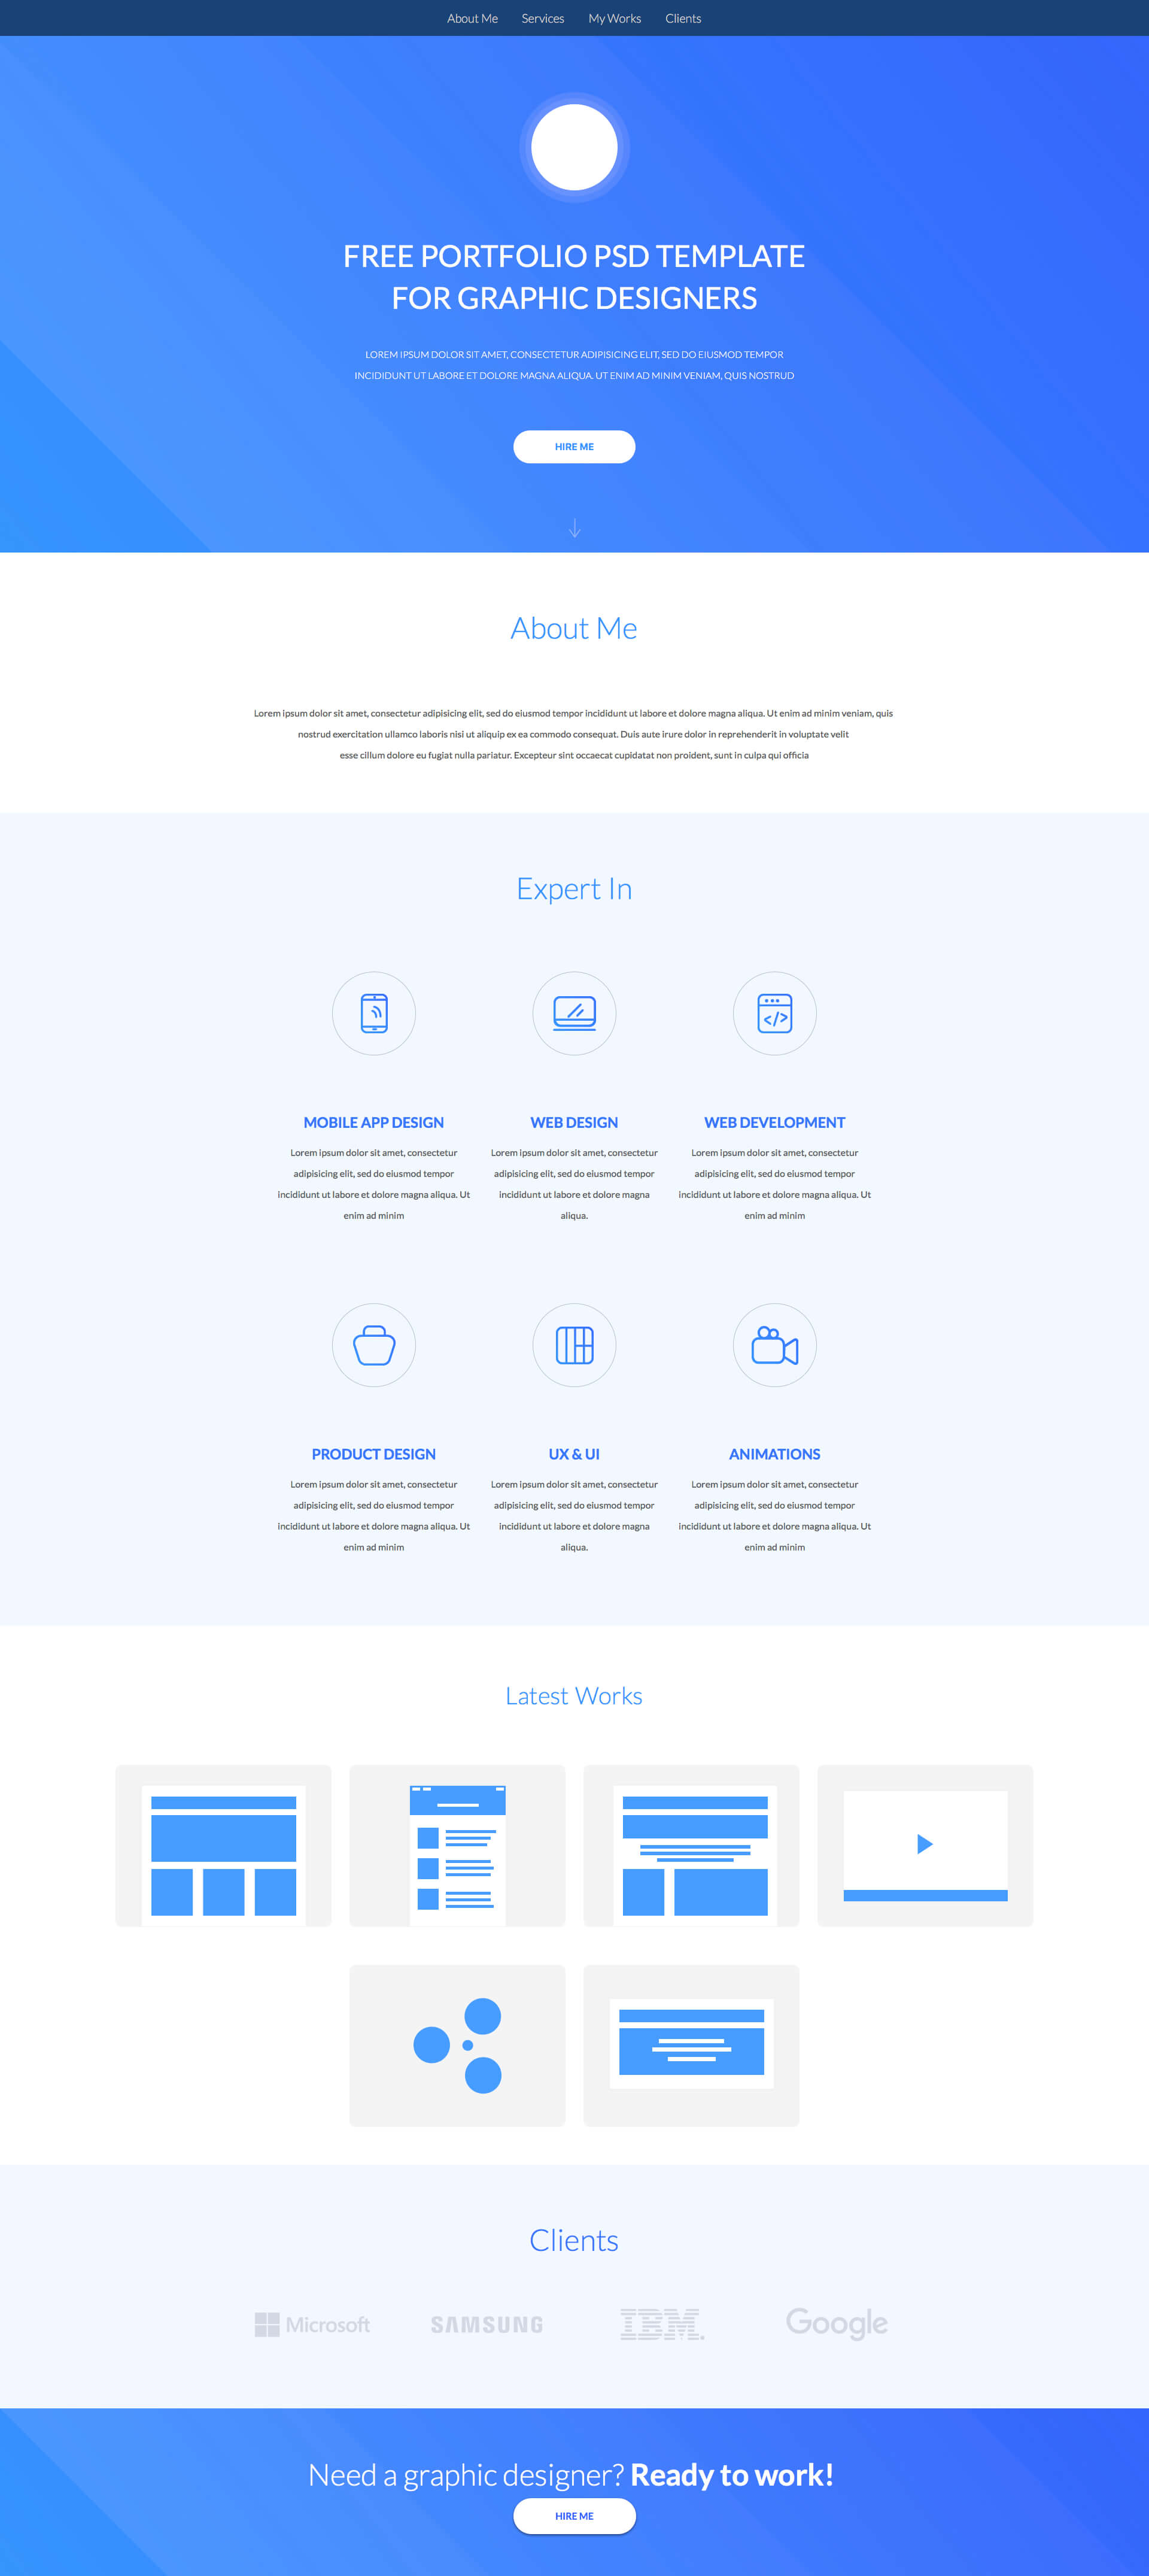 About Me Services My Works Clients
FREE PORTFOLIO PSD TEMPLATE
FOR GRAPHIC DESIGNERS
LOREM IPSUM DOLOR SIT AMET, CONSECTETUR ADIPISICING ELIT, SED DO EIUSMOD TEMPOR
INCIDIDUNT UT LABORE ET DOLORE MAGNA ALIQUA. UT ENIM AD MINIM VENIAM, QUIS NOSTRUD
HIRE ME
About Me
Lorem ipsum dolor sit amet, consectetur adipisicing elit, sed do eiusmod tempor incididunt ut labore et dolore magna aliqua. Ut enim ad minim veniam, quis
nostrud exercitation ullamco laboris nisi ut aliquip ex ea commodo consequat. Duis aute irure dolor in reprehenderit in voluptate velit
esse cillum dolore eu fugiat nulla pariatur. Excepteur sint occaecat cupidatat non proident, sunt in culpa qui officia
Expert In
MOBILE APP DESIGN
Lorem ipsum dolor sit amet, consectetur
adipisicing elit, sed do eiusmod tempor
incididunt ut labore et dolore magna aliqua. Ut
enim ad minim
WEB DESIGN
Lorem ipsum dolor sit amet, consectetur
adipisicing elit, sed do eiusmod tempor
incididunt ut labore et dolore magna
aliqua.
WEB DEVELOPMENT
Lorem ipsum dolor sit amet, consectetur
adipisicing elit, sed do eiusmod tempor
incididunt ut labore et dolore magna aliqua. Ut
enim ad minim
PRODUCT DESIGN
Lorem ipsum dolor sit amet, consectetur
adipisicing elit, sed do eiusmod tempor
incididunt ut labore et dolore magna aliqua. Ut
enim ad minim
UX & UI
Lorem ipsum dolor sit amet, consectetur
adipisicing elit, sed do eiusmod tempor
incididunt ut labore et dolore magna
aliqua.
ANIMATIONS
Lorem ipsum dolor sit amet, consectetur
adipisicing elit, sed do eiusmod tempor
incididunt ut labore et dolore magna aliqua. Ut
enim ad minim
Latest Works
Clients
Microsoft SAMSUNG IBM Google
Need a graphic designer? Ready to work!
HIRE ME